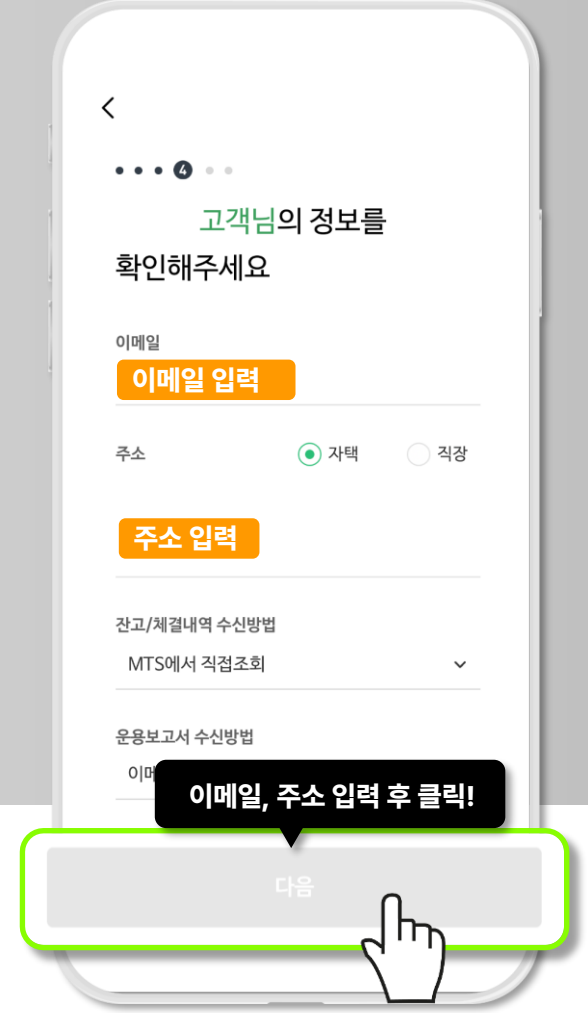 4
고객님의 정보를
확인해주세요
이메일
이메일 입력
주소
자택
직장
주소 입력
잔고/체결내역 수신방법
MTS에서 직접조회
운용보고서 수신방법
이메일, 주소 입력 후 클릭!
다음